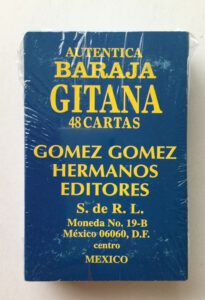 AUTENTICA
BARAJA
GITANA
48 CARTAS
GOMEZ GOMEZ
HERMANOS
EDITORES
S. de R. L.
Moneda No. 19-B
México 06060, D.F.
centro
MEXICO